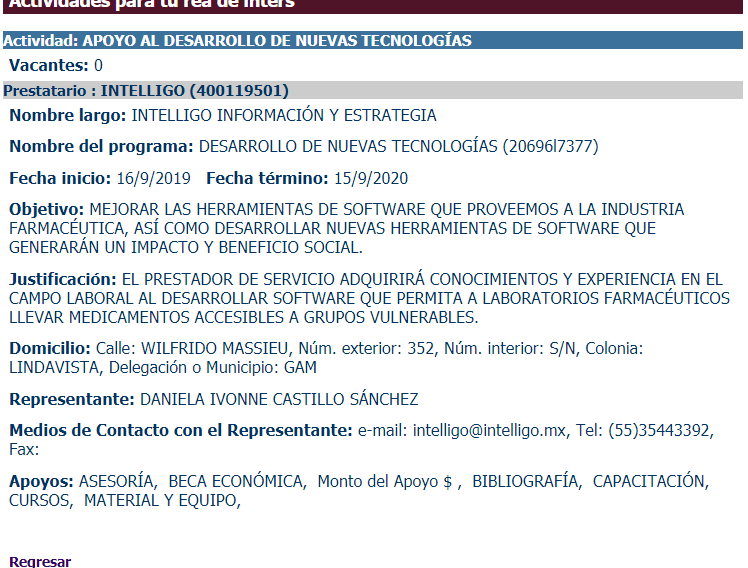 Actividades para tu rea de inters
Actividad: APOYO AL DESARROLLO DE NUEVAS TECNOLOGÍAS
Vacantes: 0
Prestatario : INTELLIGO (400119501)
Nombre largo: INTELLIGO INFORMACIÓN Y ESTRATEGIA
Nombre del programa: DESARROLLO DE NUEVAS TECNOLOGÍAS (20696l7377)
Fecha inicio: 16/9/2019 Fecha término: 15/9/2020
Objetivo: MEJORAR LAS HERRAMIENTAS DE SOFTWARE QUE PROVEEMOS A LA INDUSTRIA
FARMACÉUTICA, ASÍ COMO DESARROLLAR NUEVAS HERRAMIENTAS DE SOFTWARE QUE
GENERARÁN UN IMPACTO Y BENEFICIO SOCIAL.
Justificación: EL PRESTADOR DE SERVICIO ADQUIRIRÁ CONOCIMIENTOS Y EXPERIENCIA EN EL
CAMPO LABORAL AL DESARROLLAR SOFTWARE QUE PERMITA A LABORATORIOS FARMACÉUTICOS
LLEVAR MEDICAMENTOS ACCESIBLES A GRUPOS VULNERABLES.
Domicilio: Calle: WILFRIDO MASSIEU, Núm. exterior: 352, Núm. interior: S/N, Colonia:
LINDAVISTA, Delegación o Municipio: GAM
Representante: DANIELA IVONNE CASTILLO SÁNCHEZ
Medios de Contacto con el Representante: e-mail: intelligo@intelligo.mx, Tel: (55)35443392,
Fax:
Apoyos: ASESORÍA, BECA ECONÓMICA, Monto del Apoyo $ , BIBLIOGRAFÍA, CAPACITACIÓN,
CURSOS, MATERIAL Y EQUIPO,
Regresar